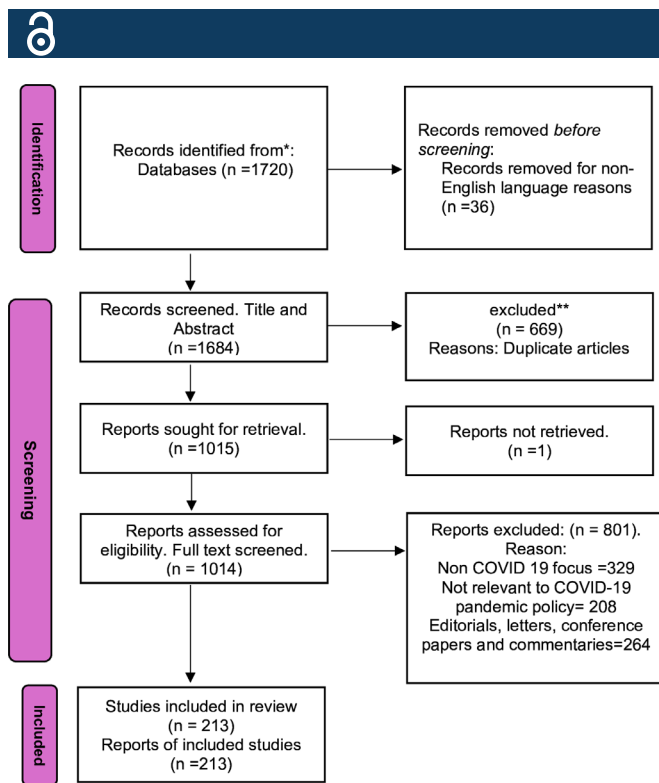 Identification
Records identified from*:
Databases (n =1720)
Records removed before
screening:
Records removed for non-
English language reasons
(n =36)
Screening
Records screened. Title and
Abstract
(n =1684)
excluded**
(n = 669)
Reasons: Duplicate articles
Reports sought for retrieval.
(n =1015)
Reports not retrieved.
(n =1)
Reports assessed for
eligibility. Full text screened.
(n = 1014)
Reports excluded: (n = 801).
Reason:
Non COVID 19 focus =329
Not relevant to COVID-19
pandemic policy= 208
Editorials, letters, conference
papers and commentaries=264
Included
Studies included in review
(n = 213)
Reports of included studies
(n =213)